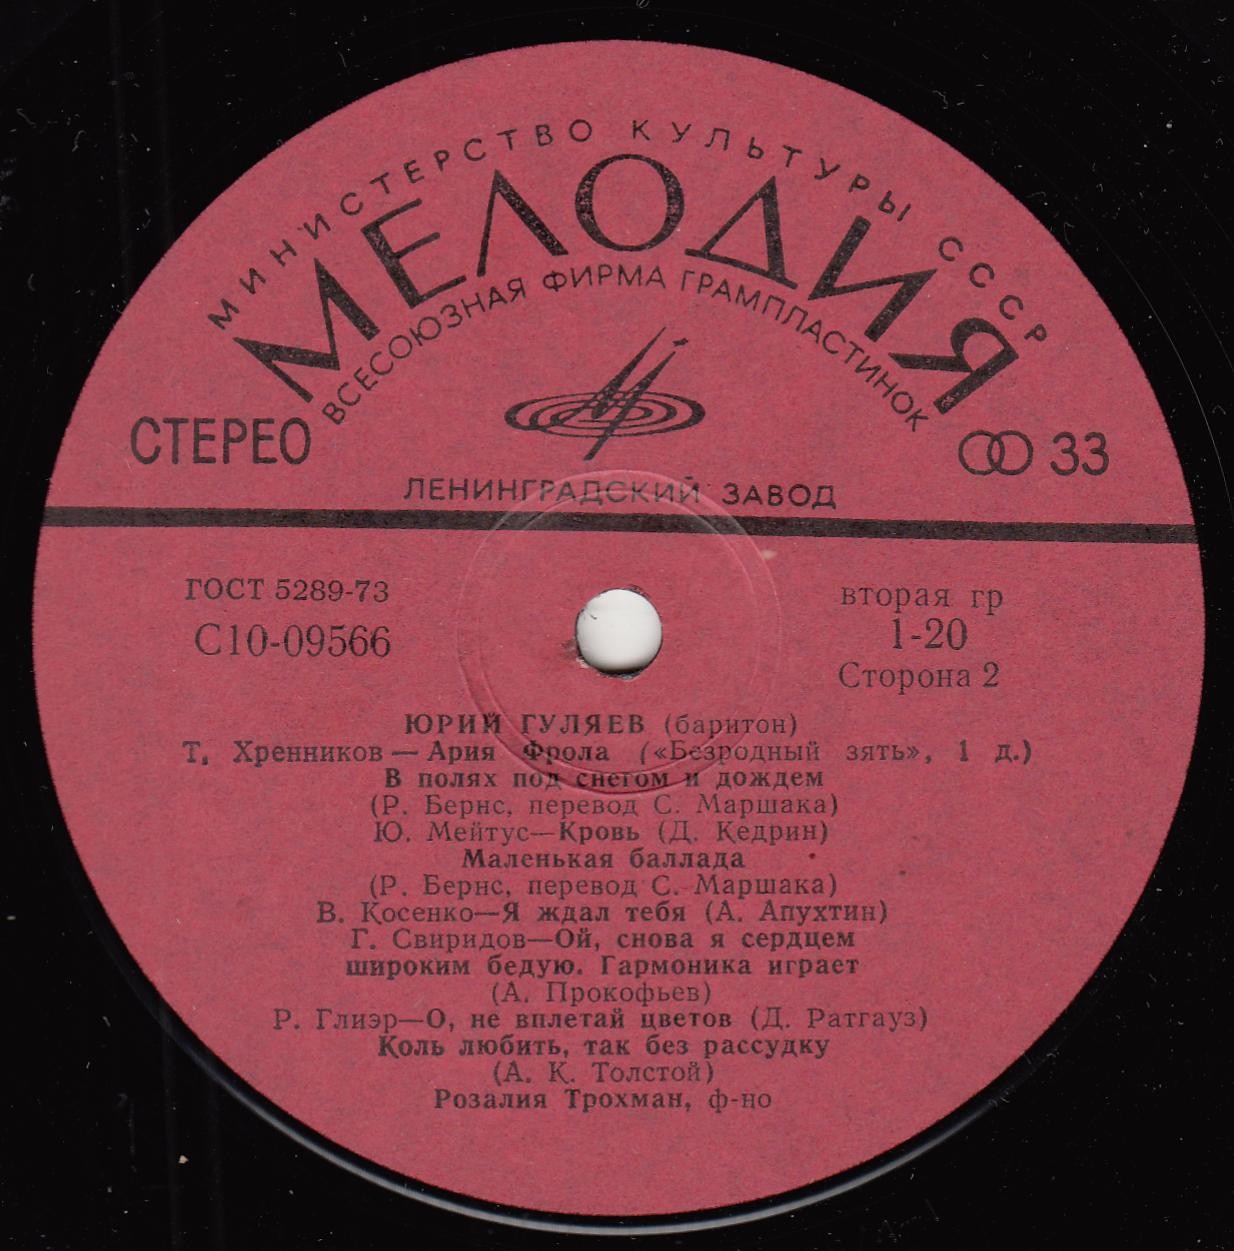 МИНИСТЕРСТВО КУЛЬТУРЫ СССР
МЕЛОДИЯ
ВСЕСОЮЗНАЯ ФИРМА ГРАМПЛАСТИНОК
СТЕРЕО
33
ЛЕНИНГРАДСКИЙ ЗАВОД
ГОСТ 5289-73
С10-09566
вторая гр
1-20
Сторона 2
ЮРИЙ ГУЛЯЕВ (баритон)
Т. Хренников — Ария Фрола («Безродный зять», 1 д.)
В полях под снегом и дождем
(Р. Бернс, перевод С. Маршака)
Ю. Мейтус—Кровь (Д. Кедрин)
Маленькая баллада
(Р. Бернс, перевод С. Маршака)
В. Косенко—Я ждал тебя (А. Апухтин)
Г. Свиридов—Ой, снова я сердцем
широким бедую. Гармоника играет
(А. Прокофьев)
Р. Глиэр—О, не вплетай цветов (Д. Ратгауз)
Коль любить, так без рассудку
(А. К. Толстой)
Розалия Трохман, ф-но